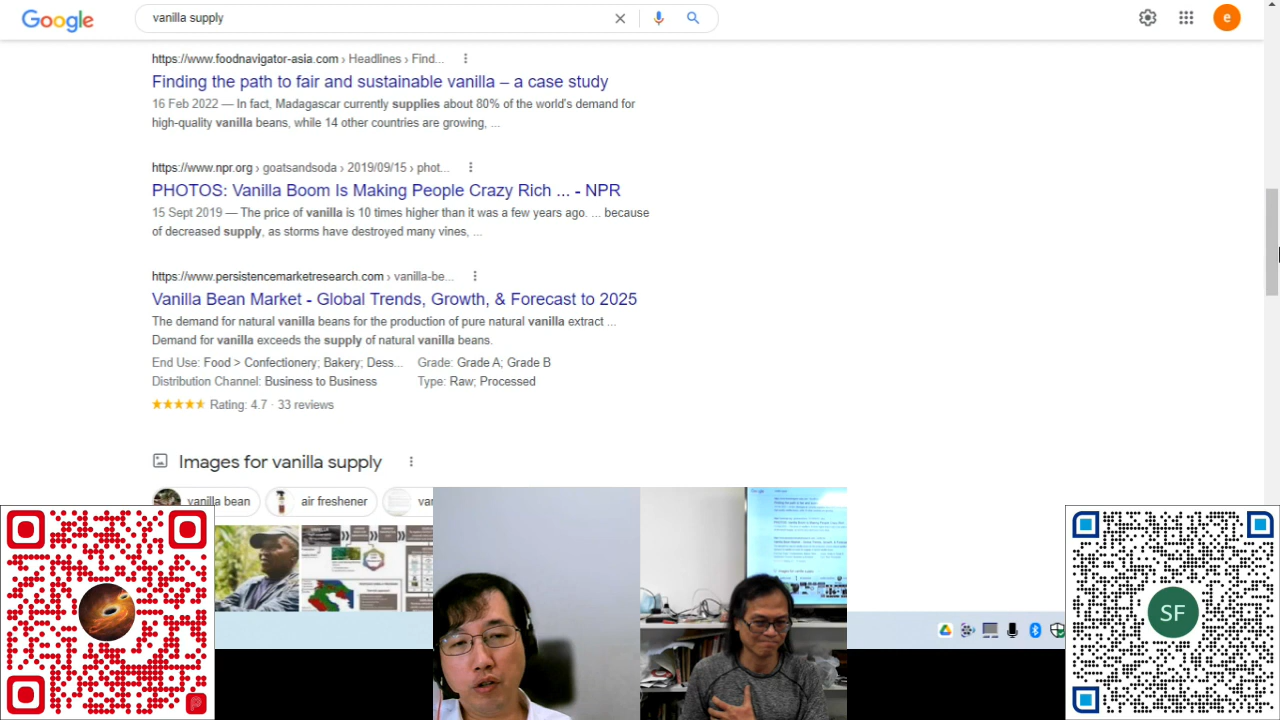 Google
vanilla supply
e
https://www.foodnavigator-asia.com › Headlines › Find...
Finding the path to fair and sustainable vanilla – a case study
16 Feb 2022 — In fact, Madagascar currently supplies about 80% of the world's demand for
high-quality vanilla beans, while 14 other countries are growing, ...
https://www.npr.org › goatsandsoda › 2019/09/15 › phot...
PHOTOS: Vanilla Boom Is Making People Crazy Rich ... - NPR
15 Sept 2019 — The price of vanilla is 10 times higher than it was a few years ago. ... because
of decreased supply, as storms have destroyed many vines, ...
https://www.persistencemarketresearch.com › vanilla-be...
Vanilla Bean Market - Global Trends, Growth, & Forecast to 2025
The demand for natural vanilla beans for the production of pure natural vanilla extract ...
Demand for vanilla exceeds the supply of natural vanilla beans.
End Use: Food > Confectionery; Bakery; Dess... Grade: Grade A; Grade B
Distribution Channel: Business to Business Type: Raw; Processed
Rating: 4.7 · 33 reviews
Images for vanilla supply
vanilla bean air freshener var
SF